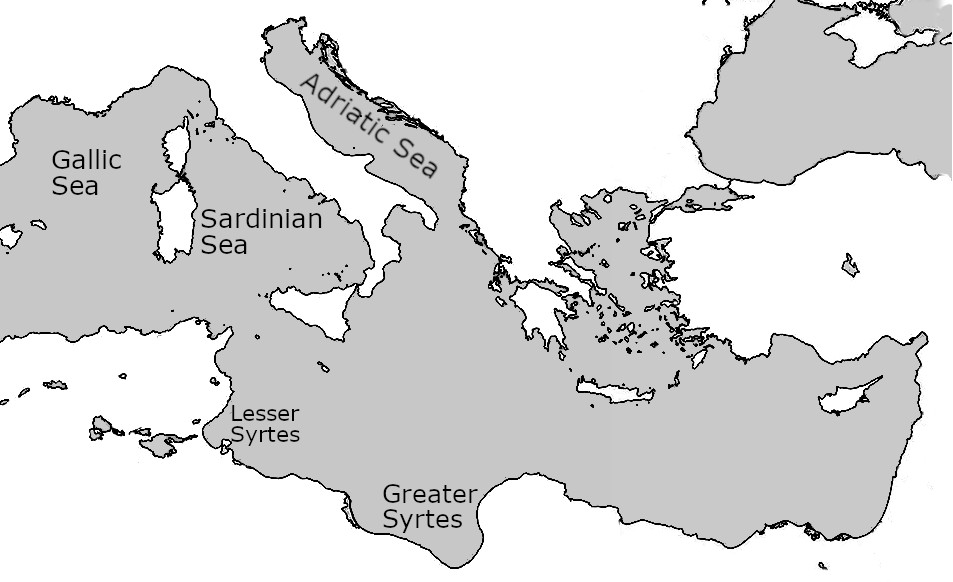 Adriatic Sea
Gallic
Sea
Sardinian
Sea
Lesser
Syrtes
Greater
Syrtes